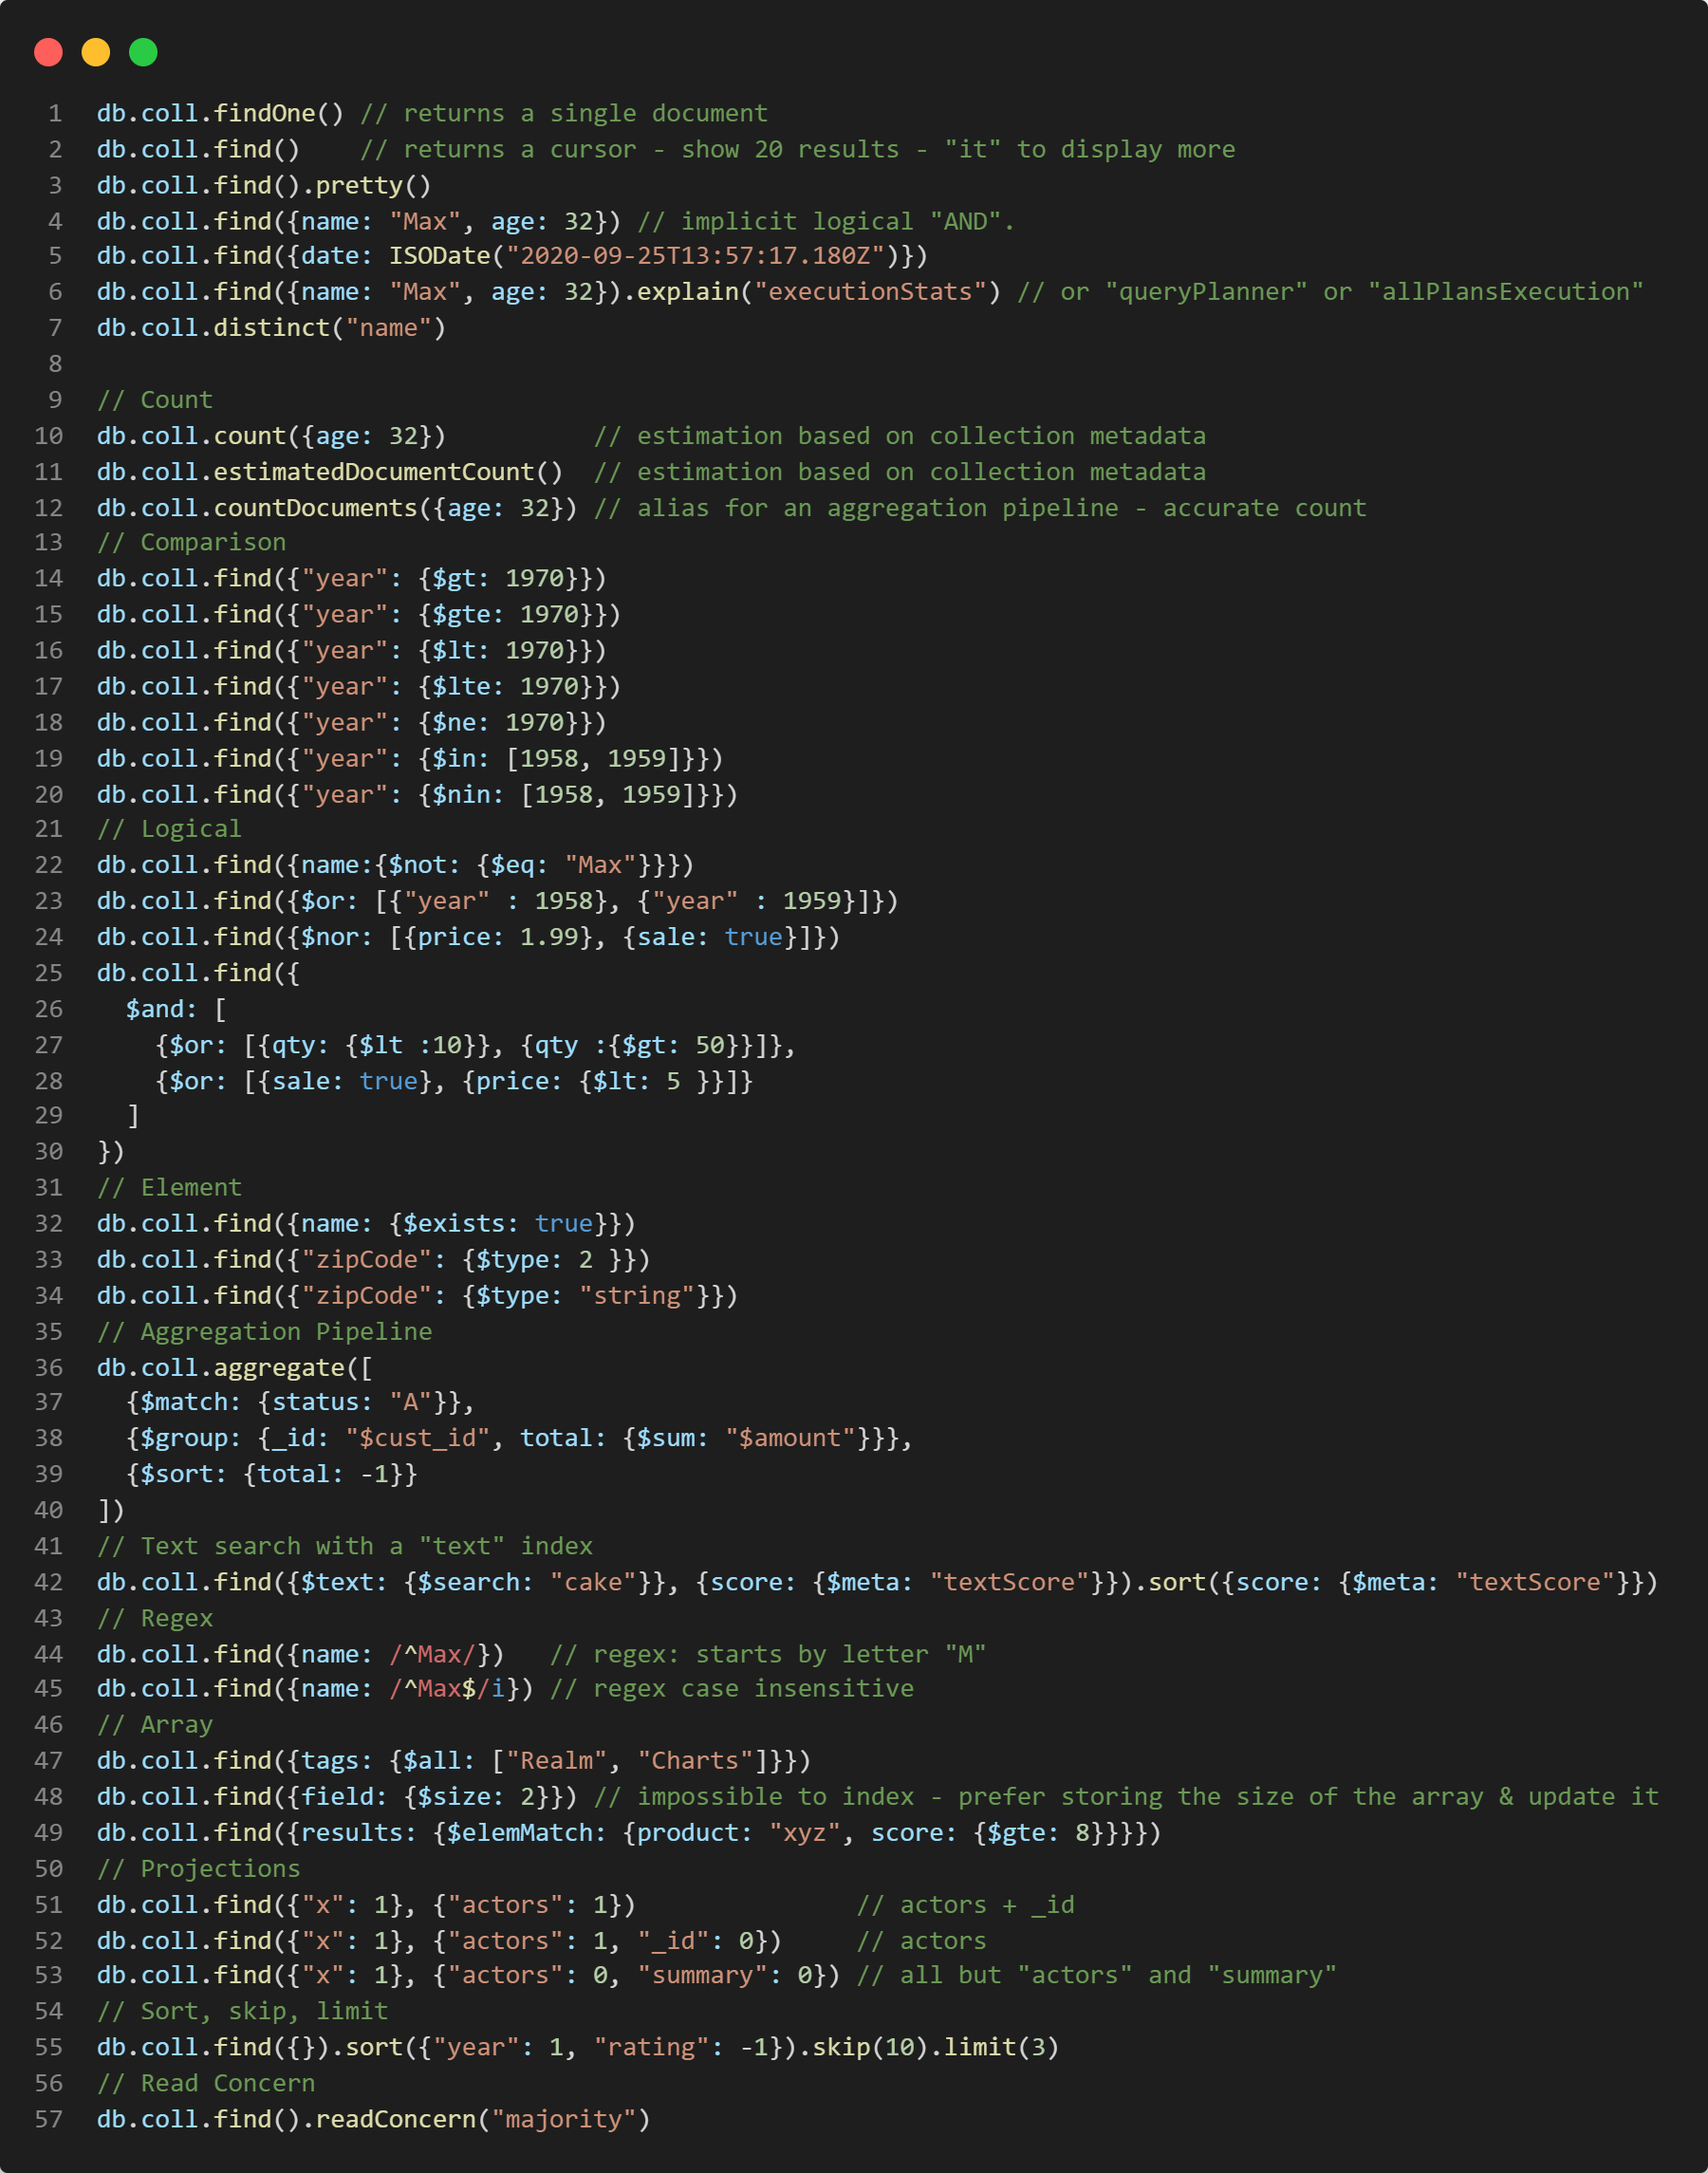 1 db.coll.findOne() // returns a single document
2 db.coll.find()    // returns a cursor - show 20 results - "it" to display more
3 db.coll.find().pretty()
4 db.coll.find({name: "Max", age: 32}) // implicit logical "AND".
5 db.coll.find({date: ISODate("2020-09-25T13:57:17.180Z")})
6 db.coll.find({name: "Max", age: 32}).explain("executionStats") // or "queryPlanner" or "allPlansExecution"
7 db.coll.distinct("name")
8
9 // Count
10 db.coll.count({age: 32})          // estimation based on collection metadata
11 db.coll.estimatedDocumentCount()  // estimation based on collection metadata
12 db.coll.countDocuments({age: 32}) // alias for an aggregation pipeline - accurate count
13 // Comparison
14 db.coll.find({"year": {$gt: 1970}})
15 db.coll.find({"year": {$gte: 1970}})
16 db.coll.find({"year": {$lt: 1970}})
17 db.coll.find({"year": {$lte: 1970}})
18 db.coll.find({"year": {$ne: 1970}})
19 db.coll.find({"year": {$in: [1958, 1959]}})
20 db.coll.find({"year": {$nin: [1958, 1959]}})
21 // Logical
22 db.coll.find({name:{$not: {$eq: "Max"}}})
23 db.coll.find({$or: [{"year" : 1958}, {"year" : 1959}]})
24 db.coll.find({$nor: [{price: 1.99}, {sale: true}]})
25 db.coll.find({
26   $and: [
27     {$or: [{qty: {$lt :10}}, {qty :{$gt: 50}}]},
28     {$or: [{sale: true}, {price: {$lt: 5 }}]}
29   ]
30 })
31 // Element
32 db.coll.find({name: {$exists: true}})
33 db.coll.find({"zipCode": {$type: 2 }})
34 db.coll.find({"zipCode": {$type: "string"}})
35 // Aggregation Pipeline
36 db.coll.aggregate([
37   {$match: {status: "A"}},
38   {$group: {_id: "$cust_id", total: {$sum: "$amount"}}},
39   {$sort: {total: -1}}
40 ])
41 // Text search with a "text" index
42 db.coll.find({$text: {$search: "cake"}}, {score: {$meta: "textScore"}}).sort({score: {$meta: "textScore"}})
43 // Regex
44 db.coll.find({name: /^Max/})   // regex: starts by letter "M"
45 db.coll.find({name: /^Max$/i}) // regex case insensitive
46 // Array
47 db.coll.find({tags: {$all: ["Realm", "Charts"]}})
48 db.coll.find({field: {$size: 2}}) // impossible to index - prefer storing the size of the array & update it
49 db.coll.find({results: {$elemMatch: {product: "xyz", score: {$gte: 8}}}})
50 // Projections
51 db.coll.find({"x": 1}, {"actors": 1})               // actors + _id
52 db.coll.find({"x": 1}, {"actors": 1, "_id": 0})     // actors
53 db.coll.find({"x": 1}, {"actors": 0, "summary": 0}) // all but "actors" and "summary"
54 // Sort, skip, limit
55 db.coll.find({}).sort({"year": 1, "rating": -1}).skip(10).limit(3)
56 // Read Concern
57 db.coll.find().readConcern("majority")